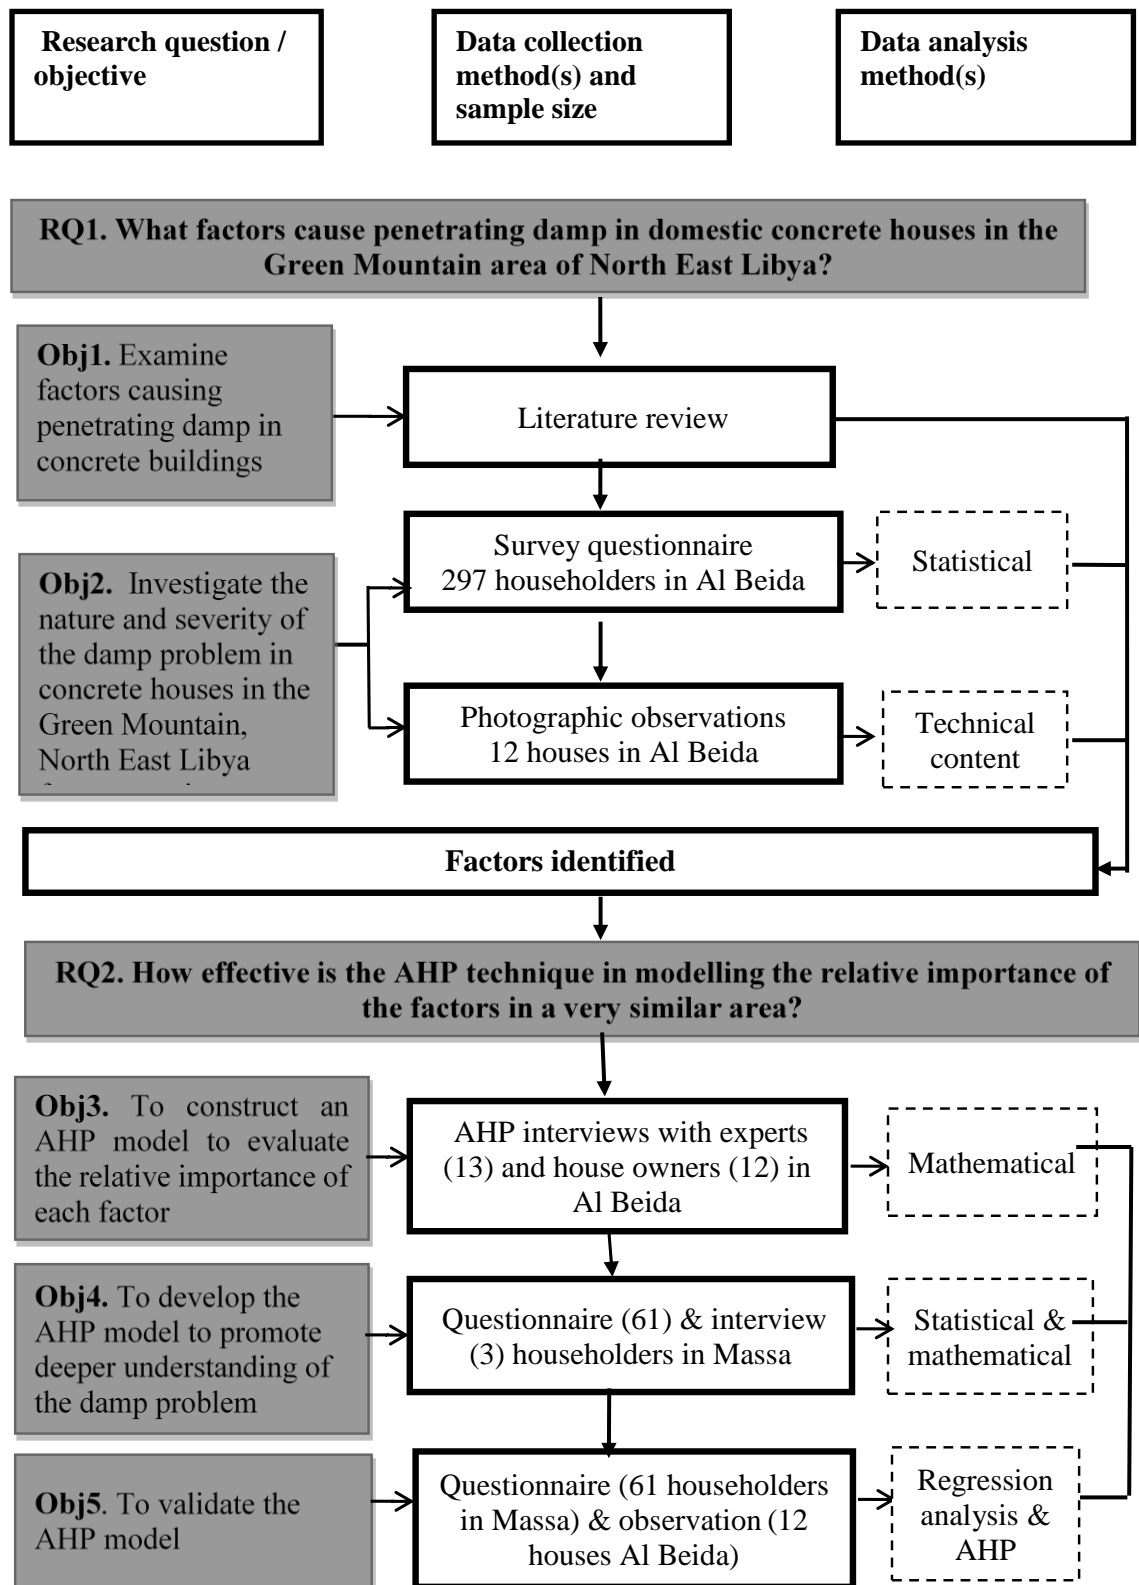 Research question /
objective
Data collection
method(s) and
sample size
Data analysis
method(s)
RQ1. What factors cause penetrating damp in domestic concrete houses in the
Green Mountain area of North East Libya?
Obj1. Examine
factors causing
penetrating damp in
concrete buildings
Literature review
Survey questionnaire
297 householders in Al Beida
Statistical
Obj2. Investigate the
nature and severity of
the damp problem in
concrete houses in the
Green Mountain,
North East Libya
Photographic observations
12 houses in Al Beida
Technical
content
Factors identified
RQ2. How effective is the AHP technique in modelling the relative importance of
the factors in a very similar area?
Obj3. To construct an
AHP model to evaluate
the relative importance of
each factor
AHP interviews with experts
(13) and house owners (12) in
Al Beida
Mathematical
Obj4. To develop the
AHP model to promote
deeper understanding of
the damp problem
Questionnaire (61) & interview
(3) householders in Massa
Statistical &
mathematical
Obj5. To validate the
AHP model
Questionnaire (61 householders
in Massa) & observation (12
houses Al Beida)
Regression
analysis &
AHP